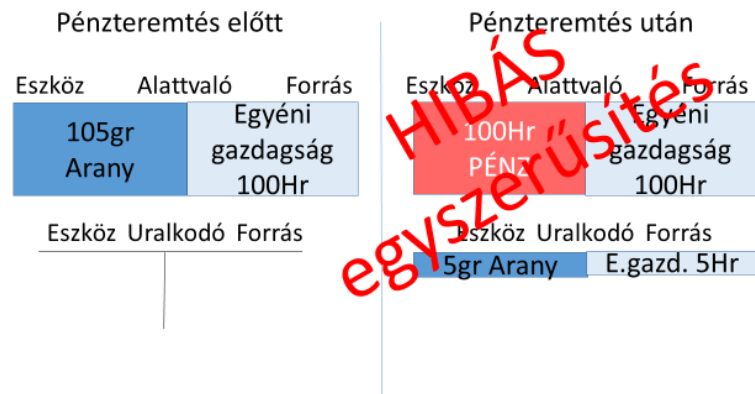 Pénzteremtés előtt
Eszköz Alattvaló Forrás
105gr
Arany
Egyéni
gazdagság
100Hr
Eszköz Uralkodó Forrás
Pénzteremtés után
Eszköz Alattvaló Forrás
100Hr
PÉNZ
Egyéni
gazdagság
100Hr
Eszköz Uralkodó Forrás
5gr Arany
E.gazd. 5Hr
HIBÁS
egyszerűsítés